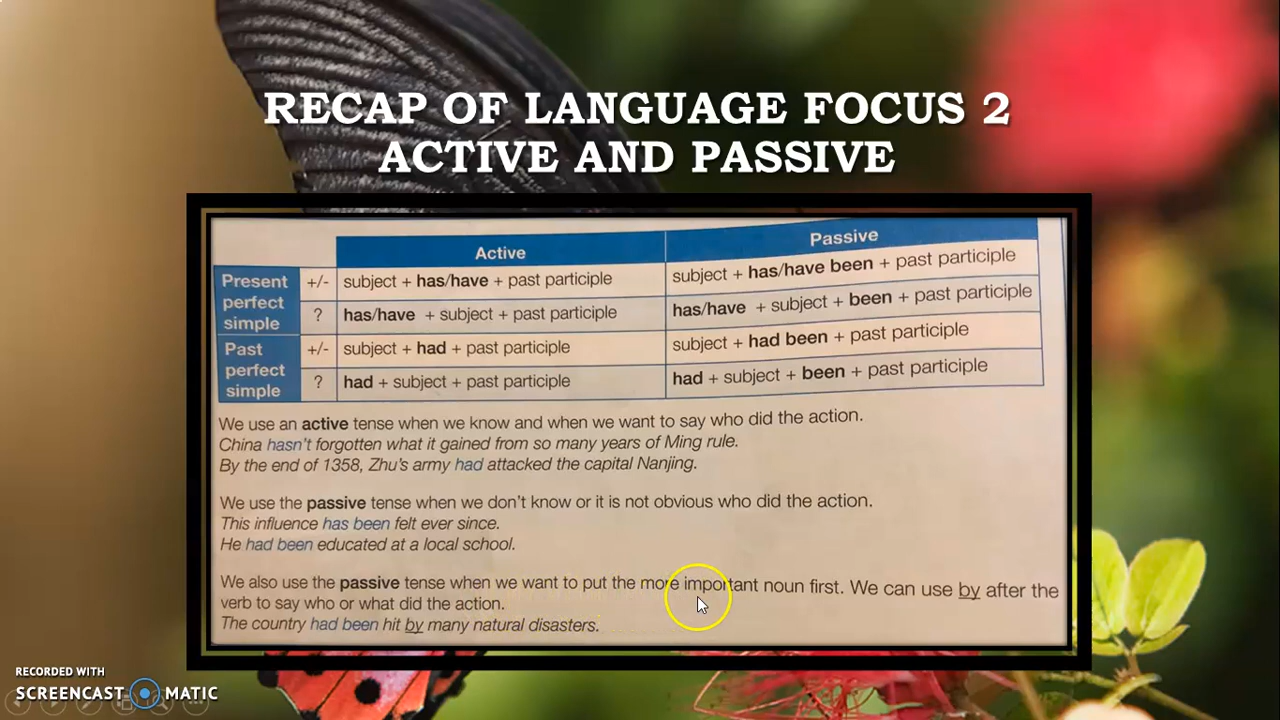 RECAP OF LANGUAGE FOCUS 2
ACTIVE AND PASSIVE
Active Passive
Present perfect simple +/- subject + has/have + past participle subject + has/have been + past participle
? has/have + subject + past participle has/have + subject + been + past participle
Past perfect simple +/- subject + had + past participle subject + had been + past participle
? had + subject + past participle had + subject + been + past participle
We use an active tense when we know and when we want to say who did the action.
China hasn't forgotten what it gained from so many years of Ming rule.
By the end of 1358, Zhu's army had attacked the capital Nanjing.
We use the passive tense when we don't know or it is not obvious who did the action.
This influence has been felt ever since.
He had been educated at a local school.
We also use the passive tense when we want to put the more important noun first. We can use by after the
verb to say who or what did the action.
The country had been hit by many natural disasters.
RECORDED WITH
SCREENCAST MATIC